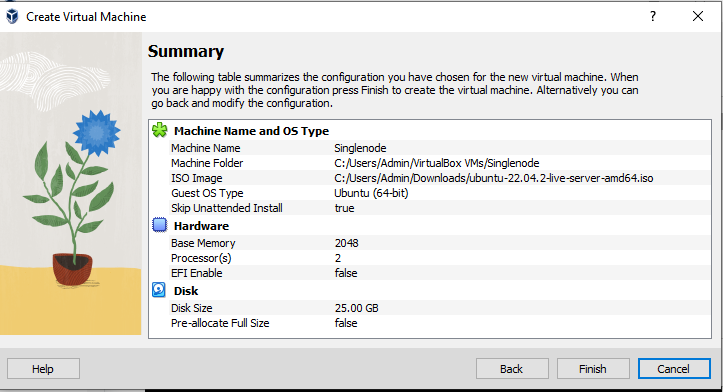 Create Virtual Machine
? ×
Summary
The following table summarizes the configuration you have chosen for the new virtual machine. When
you are happy with the configuration press Finish to create the virtual machine. Alternatively you can
go back and modify the configuration.
Machine Name and OS Type
Machine Name Singlenode
Machine Folder C:/Users/Admin/VirtualBox VMs/Singlenode
ISO Image C:/Users/Admin/Downloads/ubuntu-22.04.2-live-server-amd64.iso
Guest OS Type Ubuntu (64-bit)
Skip Unattended Install true
Hardware
Base Memory 2048
Processor(s) 2
EFI Enable false
Disk
Disk Size 25.00 GB
Pre-allocate Full Size false
Help Back Finish Cancel